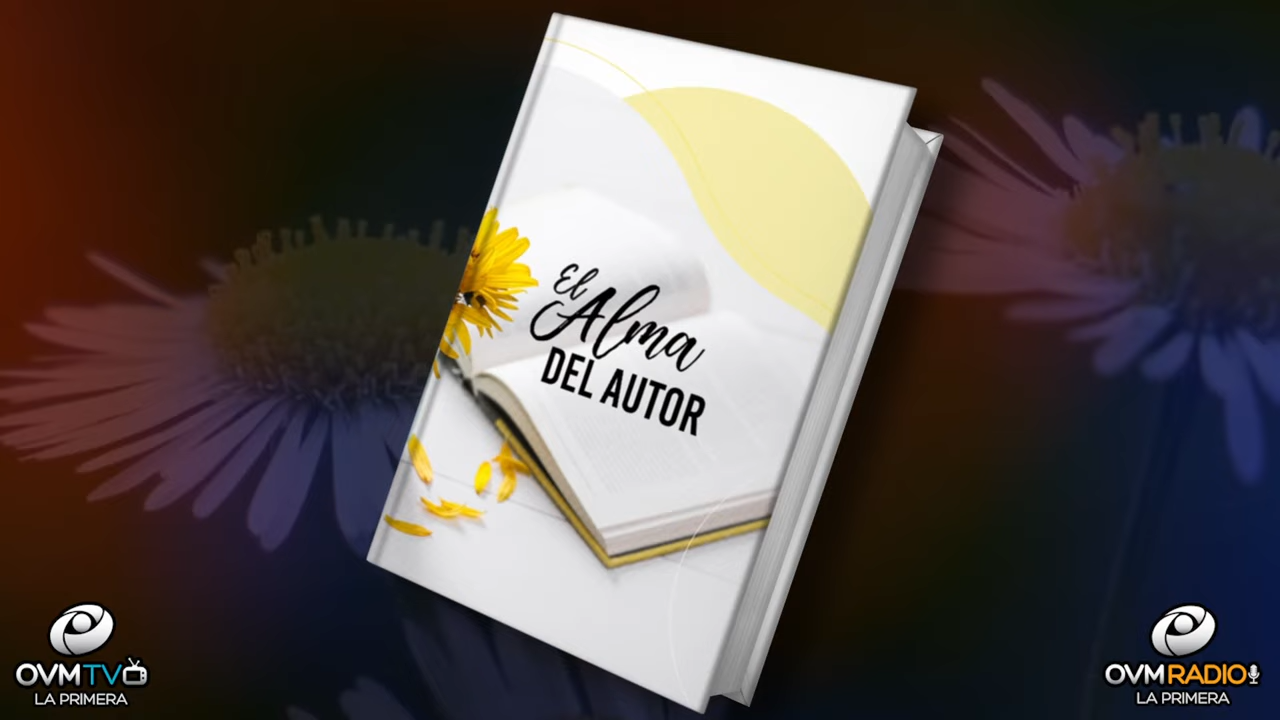 El
Alma
DEL AUTOR
OVMTV
LA PRIMERA
OVMRADIO
LA PRIMERA